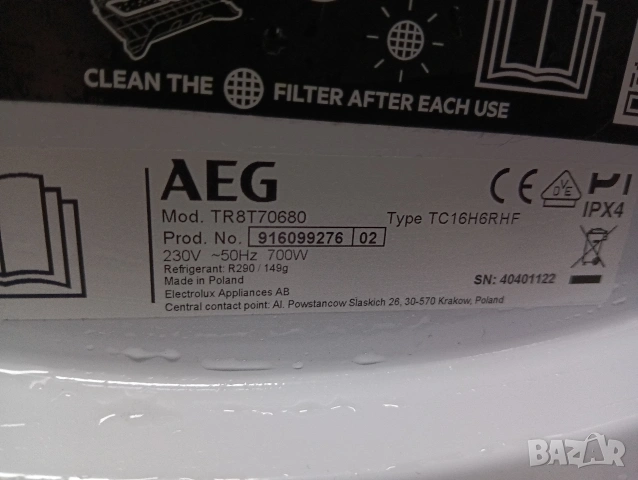 CLEAN THE FILTER AFTER EACH USE
AEG
Mod. TR8T70680
Type TC16H6RHF
Prod. No. 916099276 02
230V ~50Hz 700W
Refrigerant: R290 / 149g
Made in Poland
Electrolux Appliances AB
Central contact point: Al. Powstancow Slaskich 26, 30-570 Krakow, Poland
CE
DVE
IPX4
SN: 40401122
BAZAR